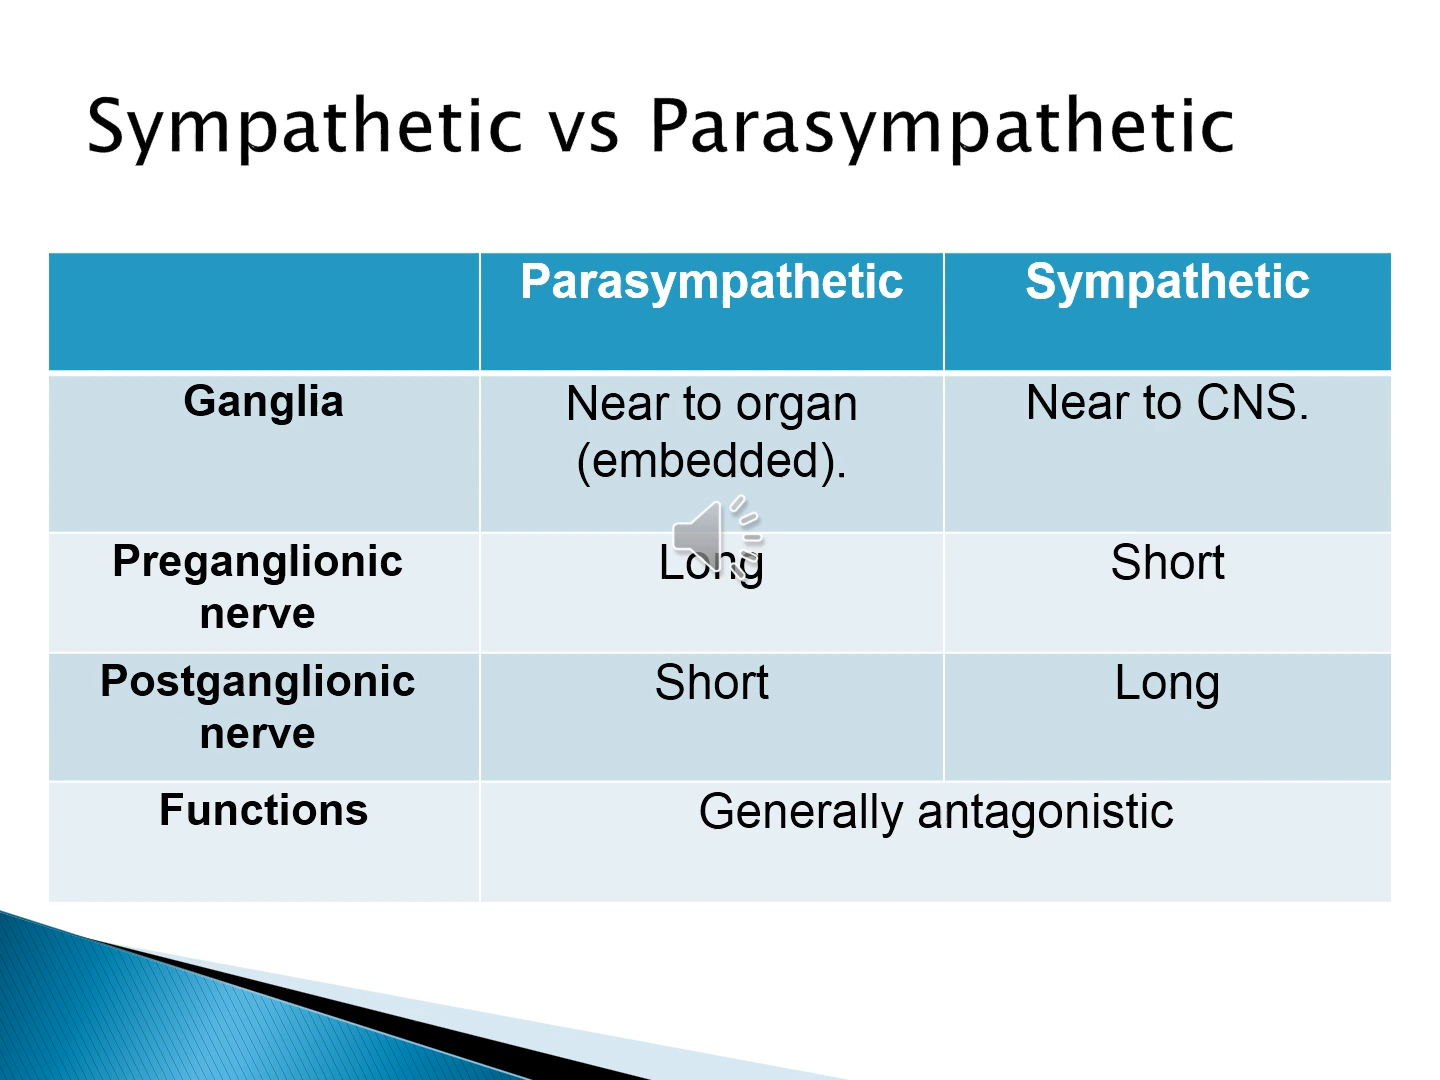 Sympathetic vs Parasympathetic
Parasympathetic
Sympathetic
Ganglia
Near to organ
(embedded).
Near to CNS.
Preganglionic
nerve
Long
Short
Postganglionic
nerve
Short
Long
Functions
Generally antagonistic